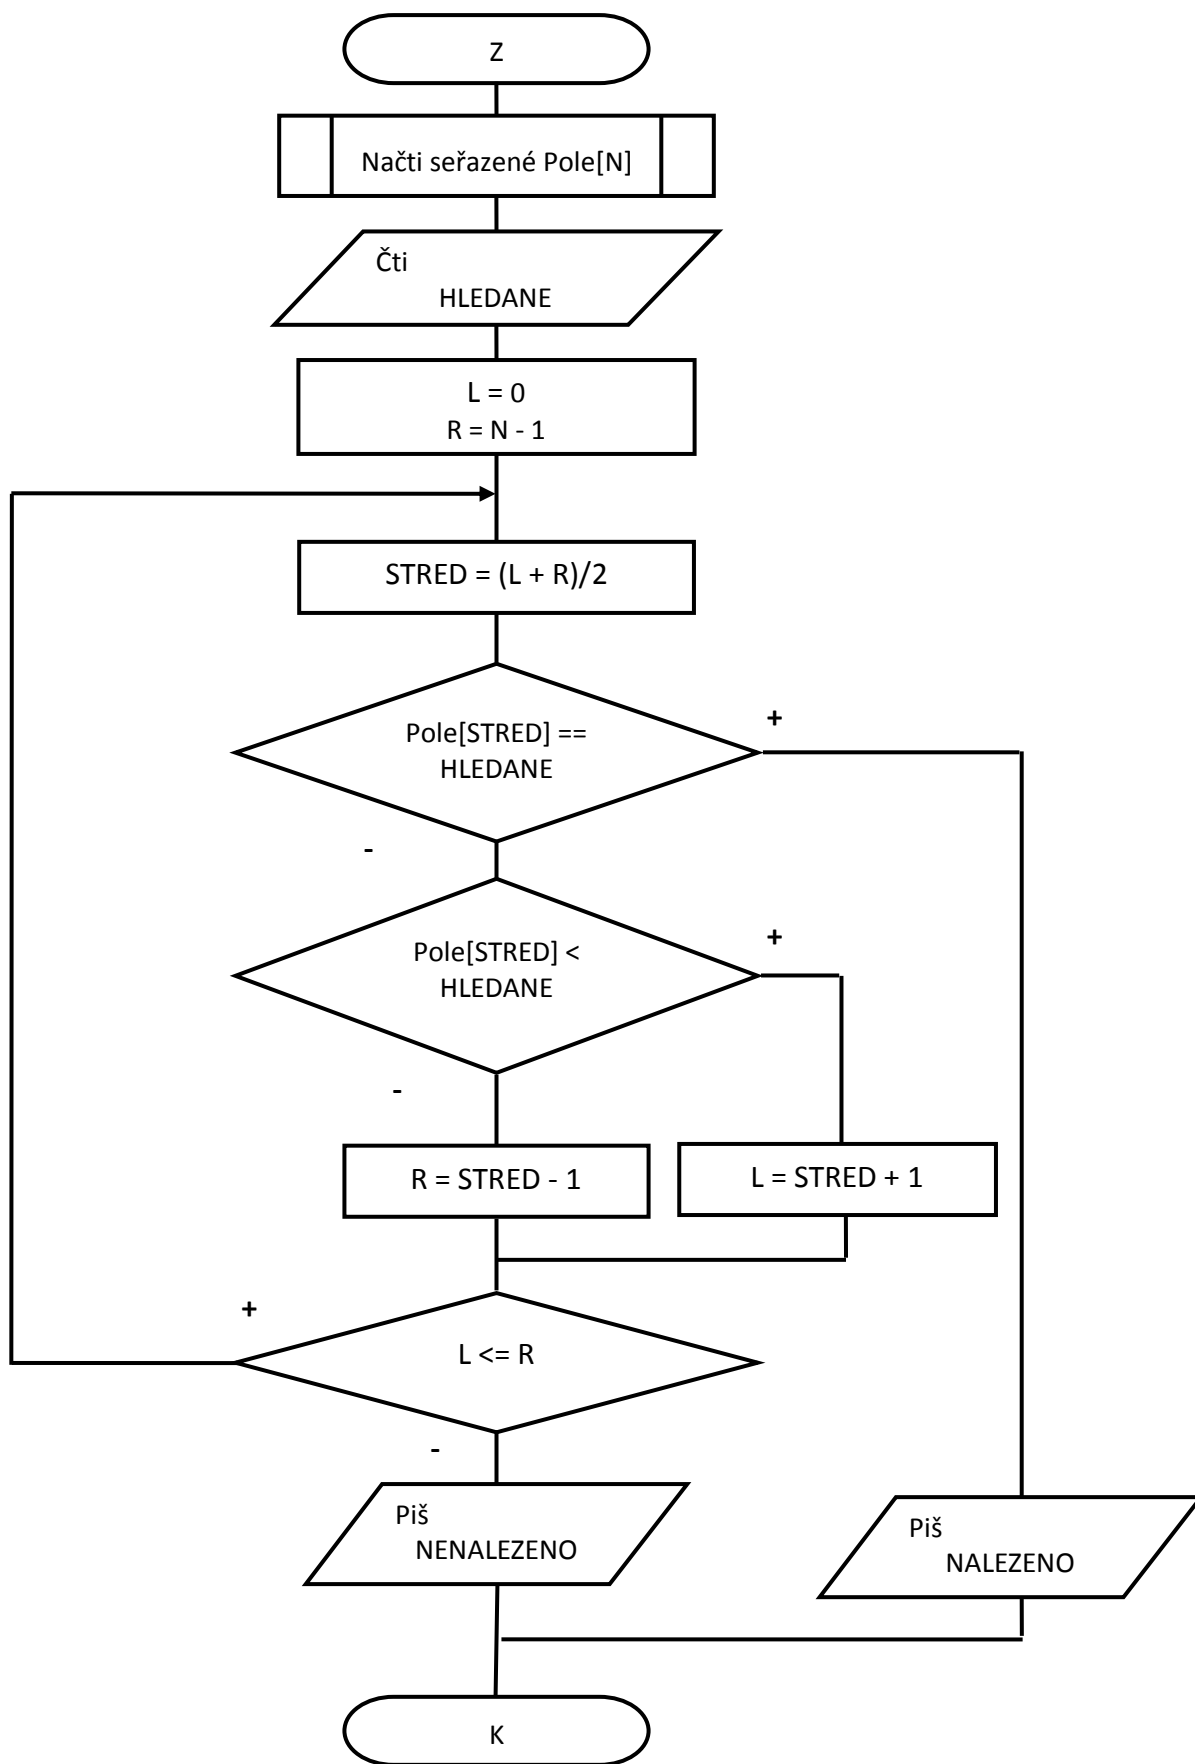 Z
Načti seřazené Pole[N]
Čti
HLEDANE
L = 0
R = N - 1
STRED = (L + R)/2
Pole[STRED] ==
HLEDANE
+
-
Pole[STRED] <
HLEDANE
+
-
R = STRED - 1
L = STRED + 1
+
L <= R
-
Piš
NENALEZENO
Piš
NALEZENO
K